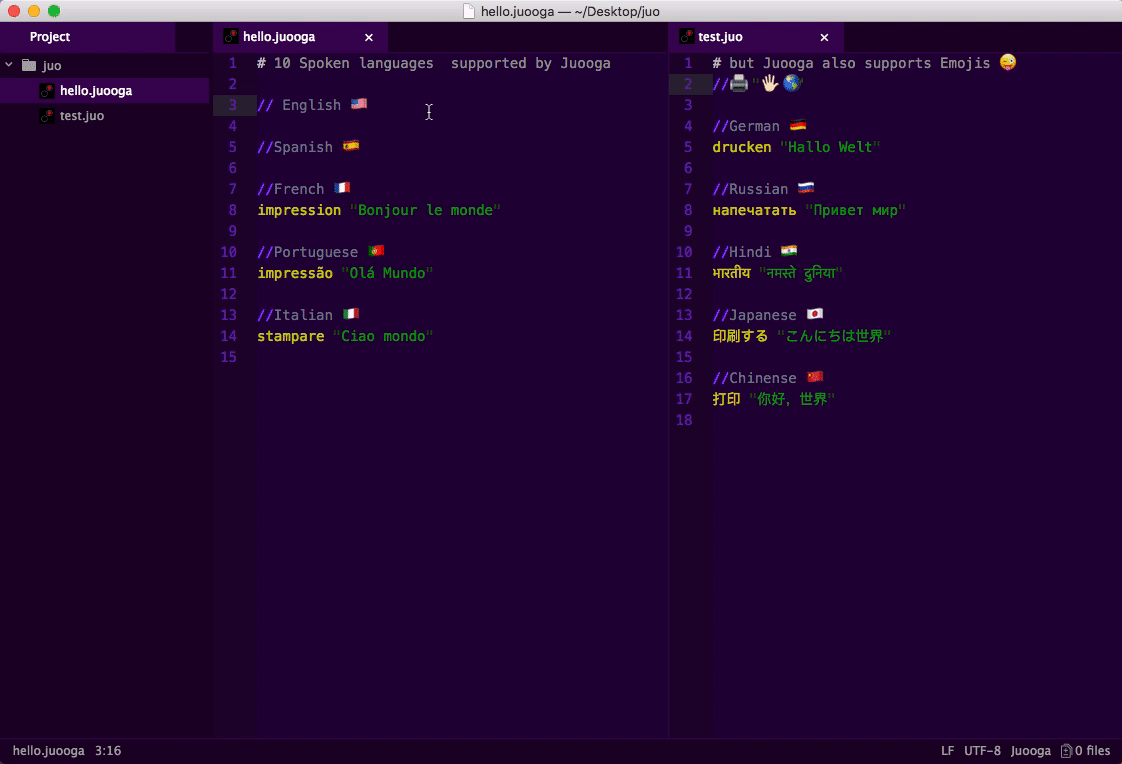 hello.juooga — ~/Desktop/juo
Project
juo
hello.juooga
test.juo
hello.juooga ×
1 # 10 Spoken languages  supported by Juooga
2
3 // English 🇺🇸
4
5 //Spanish 🇪🇸
6
7 //French 🇫🇷
8 impression "Bonjour le monde"
9
10 //Portuguese 🇵🇹
11 impressão "Olá Mundo"
12
13 //Italian 🇮🇹
14 stampare "Ciao mondo"
15
test.juo ×
1 # but Juooga also supports Emojis 😜
2 //🖨"🖐🌎"
3
4 //German 🇩🇪
5 drucken "Hallo Welt"
6
7 //Russian 🇷🇺
8 напечатать "Привет мир"
9
10 //Hindi 🇮🇳
11 भारतीय "नमस्ते दुनिया"
12
13 //Japanese 🇯🇵
14 印刷する "こんにちは世界"
15
16 //Chinense 🇨🇳
17 打印 "你好，世界"
18
hello.juooga 3:16
LF UTF-8 Juooga 0 files